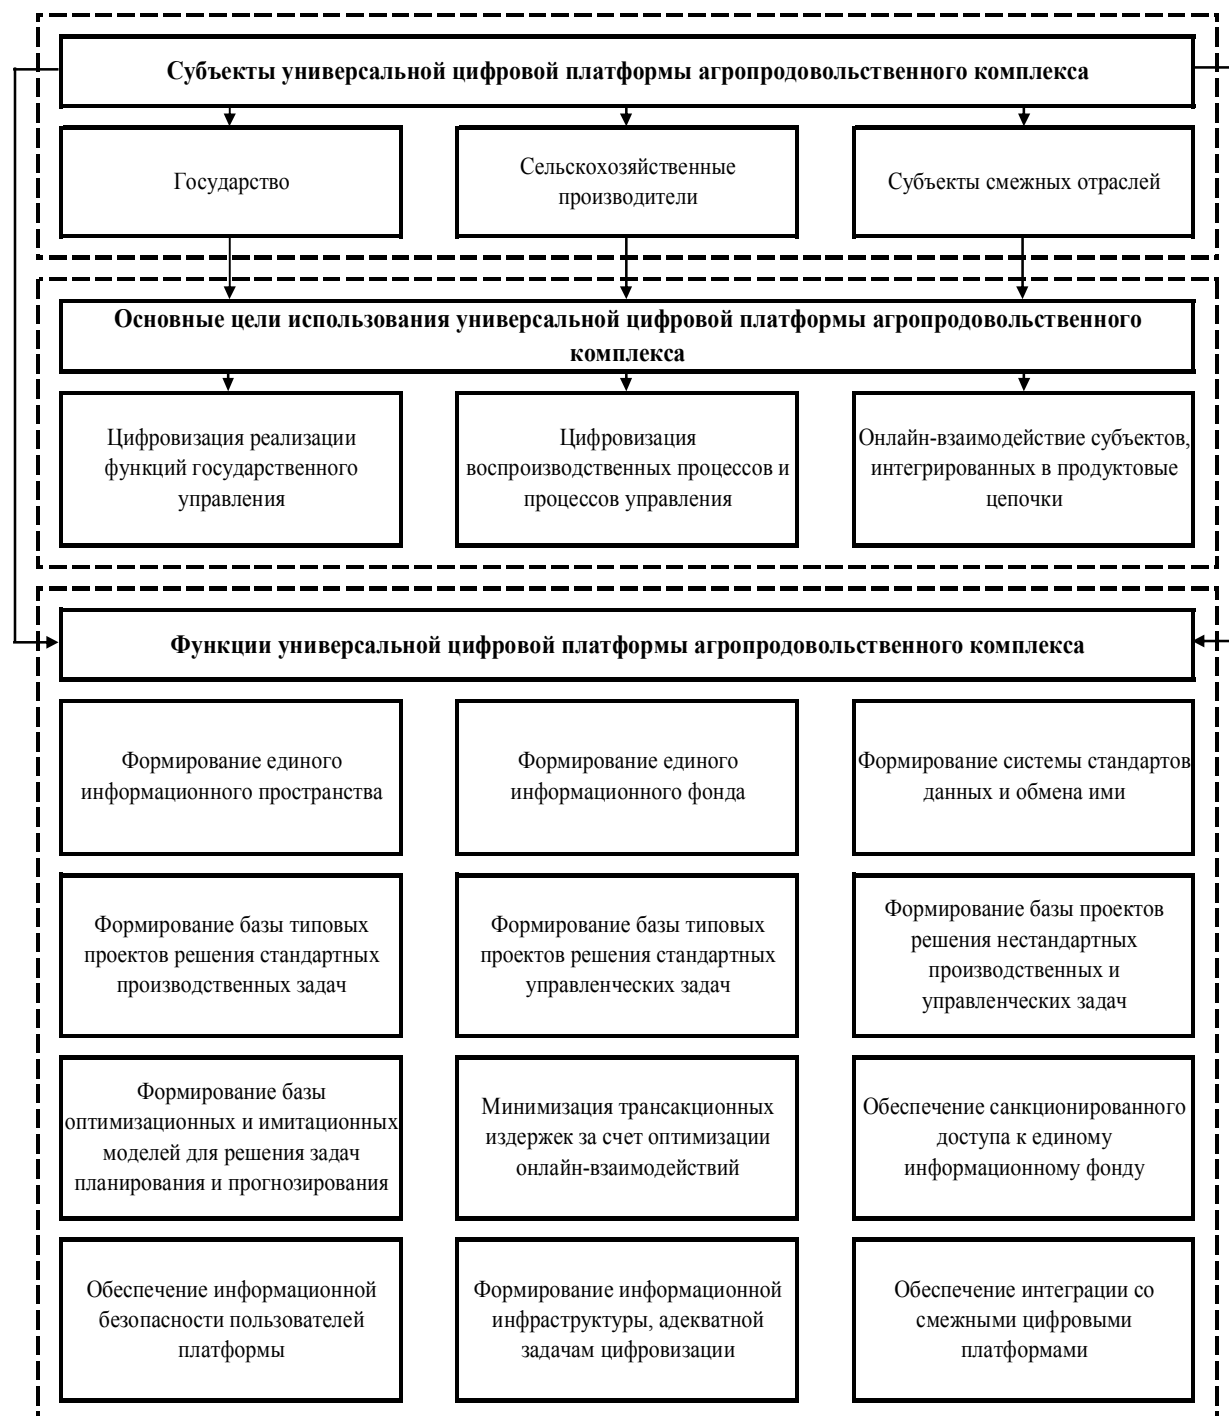 Субъекты универсальной цифровой платформы агропродовольственного комплекса
Государство
Сельскохозяйственные
производители
Субъекты смежных отраслей
Основные цели использования универсальной цифровой платформы агропродовольственного
комплекса
Цифровизация реализации
функций государственного
управления
Цифровизация
воспроизводственных процессов и
процессов управления
Онлайн-взаимодействие субъектов,
интегрированных в продуктовые
цепочки
Функции универсальной цифровой платформы агропродовольственного комплекса
Формирование единого
информационного пространства
Формирование единого
информационного фонда
Формирование системы стандартов
данных и обмена ими
Формирование базы типовых
проектов решения стандартных
производственных задач
Формирование базы типовых
проектов решения стандартных
управленческих задач
Формирование базы проектов
решения нестандартных
производственных и
управленческих задач
Формирование базы
оптимизационных и имитационных
моделей для решения задач
планирования и прогнозирования
Минимизация трансакционных
издержек за счет оптимизации
онлайн-взаимодействий
Обеспечение санкционированного
доступа к единому
информационному фонду
Обеспечение информационной
безопасности пользователей
платформы
Формирование информационной
инфраструктуры, адекватной
задачам цифровизации
Обеспечение интеграции со
смежными цифровыми
платформами